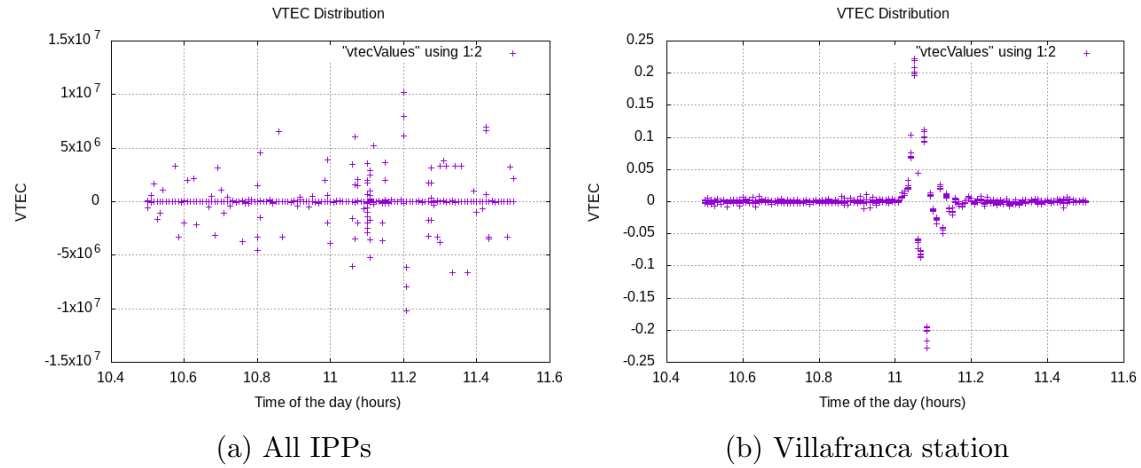 VTEC Distribution
"vtecValues" using 1:2
1.5x10^7
1x10^7
5x10^6
0
-5x10^6
-1x10^7
-1.5x10^7
VTEC
10.4 10.6 10.8 11 11.2 11.4 11.6
Time of the day (hours)
(a) All IPPs
VTEC Distribution
"vtecValues" using 1:2
0.25
0.2
0.15
0.1
0.05
0
-0.05
-0.1
-0.15
-0.2
-0.25
VTEC
10.4 10.6 10.8 11 11.2 11.4 11.6
Time of the day (hours)
(b) Villafranca station